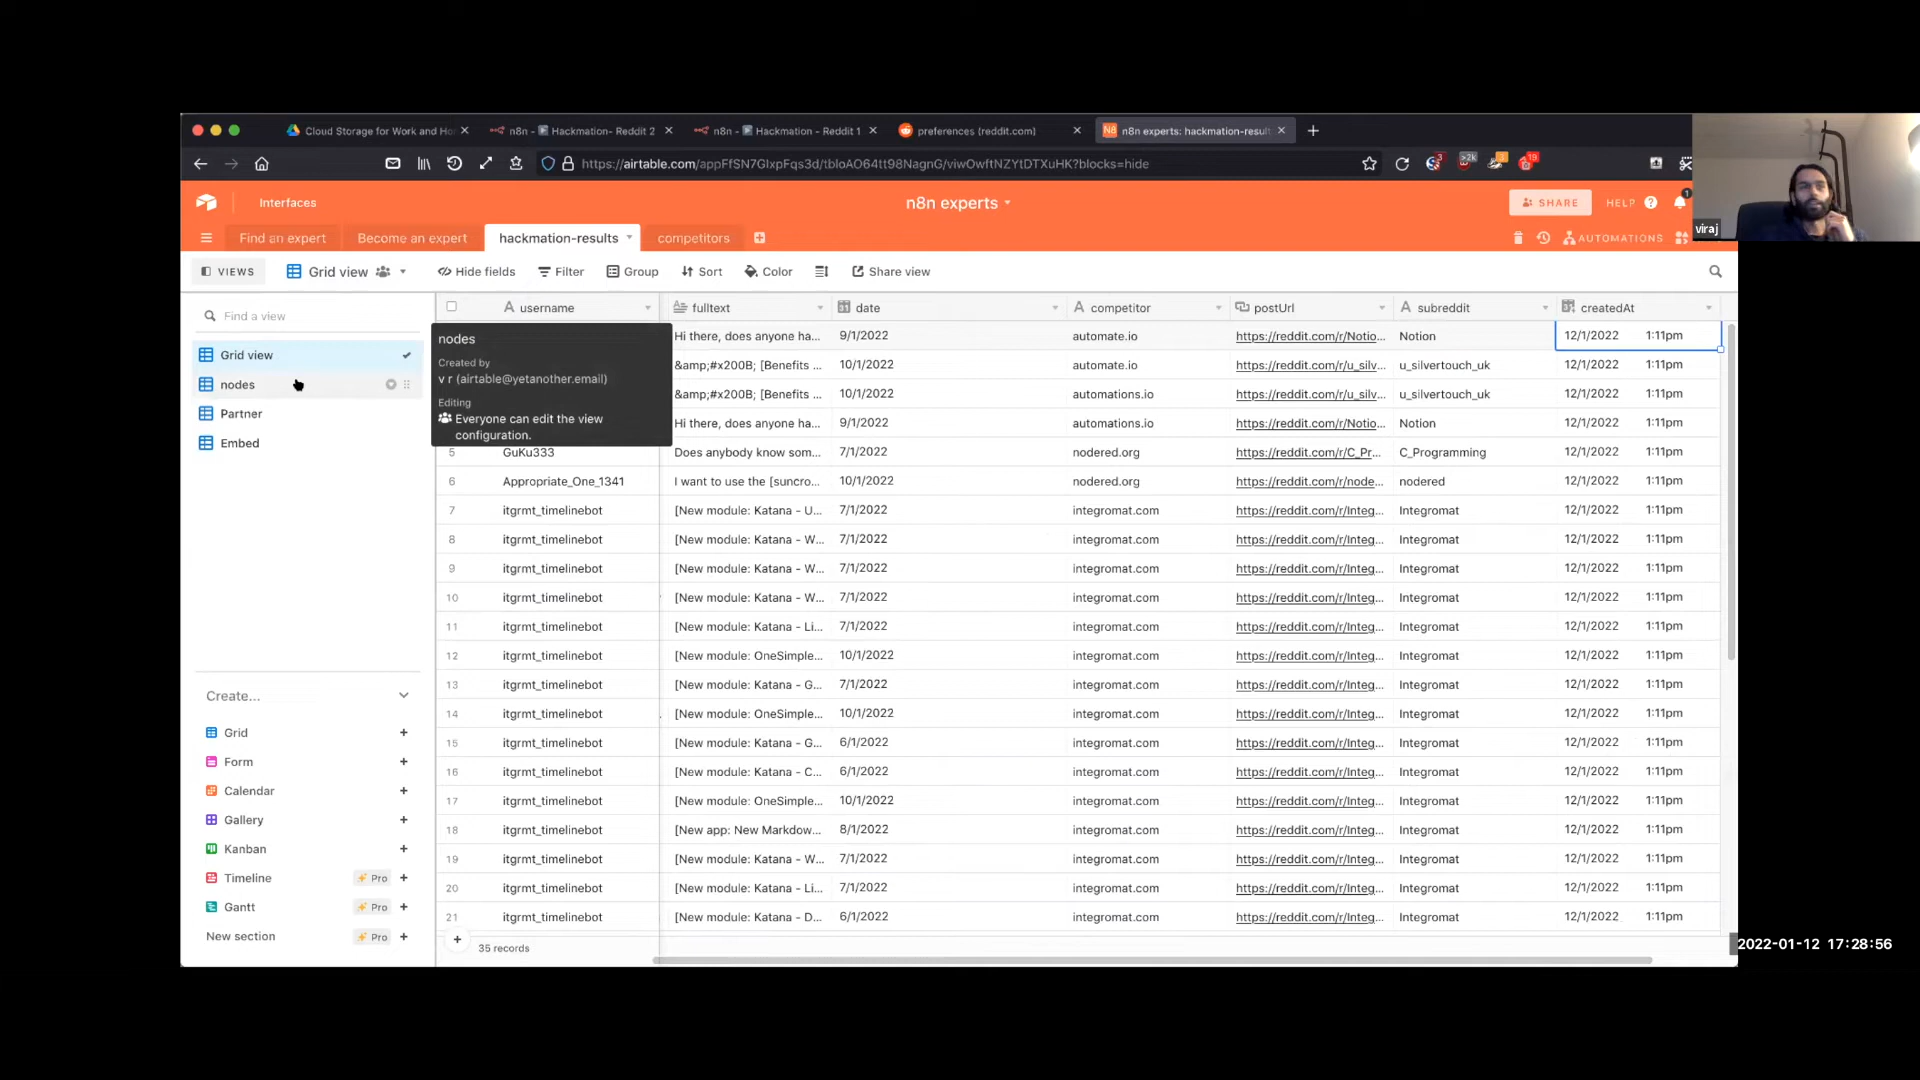 Cloud Storage for Work and Ho
n8n - Hackmation- Reddit 2
n8n - Hackmation - Reddit 1
preferences (reddit.com)
n8n experts: hackmation-result
https://airtable.com/appFfSN7GlxpFqs3d/tbloAO64tt98NagnG/viwOwftNZYtDTXuHK?blocks=hide
3
>2k
3
19
Interfaces
n8n experts
SHARE
HELP
1
viraj
Find an expert
Become an expert
hackmation-results
competitors
AUTOMATIONS
VIEWS
Grid view
Hide fields
Filter
Group
Sort
Color
Share view
Find a view
Grid view
nodes
Partner
Embed
nodes
Created by
v r (airtable@yetanother.email)
Editing
Everyone can edit the view
configuration.
username fulltext date competitor postUrl subreddit createdAt
Hi there, does anyone ha... 9/1/2022 automate.io https://reddit.com/r/Notio... Notion 12/1/2022 1:11pm
&amp;#x200B; [Benefits ... 10/1/2022 automate.io https://reddit.com/r/u_silv... u_silvertouch_uk 12/1/2022 1:11pm
&amp;#x200B; [Benefits ... 10/1/2022 automations.io https://reddit.com/r/u_silv... u_silvertouch_uk 12/1/2022 1:11pm
Hi there, does anyone ha... 9/1/2022 automations.io https://reddit.com/r/Notio... Notion 12/1/2022 1:11pm
5 GuKu333 Does anybody know som... 7/1/2022 nodered.org https://reddit.com/r/C_Pr... C_Programming 12/1/2022 1:11pm
6 Appropriate_One_1341 I want to use the [suncro... 10/1/2022 nodered.org https://reddit.com/r/node... nodered 12/1/2022 1:11pm
7 itgrmt_timelinebot [New module: Katana - U... 7/1/2022 integromat.com https://reddit.com/r/Integ... Integromat 12/1/2022 1:11pm
8 itgrmt_timelinebot [New module: Katana - W... 7/1/2022 integromat.com https://reddit.com/r/Integ... Integromat 12/1/2022 1:11pm
9 itgrmt_timelinebot [New module: Katana - W... 7/1/2022 integromat.com https://reddit.com/r/Integ... Integromat 12/1/2022 1:11pm
10 itgrmt_timelinebot [New module: Katana - W... 7/1/2022 integromat.com https://reddit.com/r/Integ... Integromat 12/1/2022 1:11pm
11 itgrmt_timelinebot [New module: Katana - Li... 7/1/2022 integromat.com https://reddit.com/r/Integ... Integromat 12/1/2022 1:11pm
12 itgrmt_timelinebot [New module: OneSimple... 10/1/2022 integromat.com https://reddit.com/r/Integ... Integromat 12/1/2022 1:11pm
13 itgrmt_timelinebot [New module: Katana - G... 7/1/2022 integromat.com https://reddit.com/r/Integ... Integromat 12/1/2022 1:11pm
14 itgrmt_timelinebot [New module: OneSimple... 10/1/2022 integromat.com https://reddit.com/r/Integ... Integromat 12/1/2022 1:11pm
15 itgrmt_timelinebot [New module: Katana - G... 6/1/2022 integromat.com https://reddit.com/r/Integ... Integromat 12/1/2022 1:11pm
16 itgrmt_timelinebot [New module: Katana - C... 6/1/2022 integromat.com https://reddit.com/r/Integ... Integromat 12/1/2022 1:11pm
17 itgrmt_timelinebot [New module: OneSimple... 10/1/2022 integromat.com https://reddit.com/r/Integ... Integromat 12/1/2022 1:11pm
18 itgrmt_timelinebot [New app: New Markdow... 8/1/2022 integromat.com https://reddit.com/r/Integ... Integromat 12/1/2022 1:11pm
19 itgrmt_timelinebot [New module: Katana - W... 7/1/2022 integromat.com https://reddit.com/r/Integ... Integromat 12/1/2022 1:11pm
20 itgrmt_timelinebot [New module: Katana - Li... 7/1/2022 integromat.com https://reddit.com/r/Integ... Integromat 12/1/2022 1:11pm
21 itgrmt_timelinebot [New module: Katana - D... 6/1/2022 integromat.com https://reddit.com/r/Integ... Integromat 12/1/2022 1:11pm
35 records
Create...
Grid
Form
Calendar
Gallery
Kanban
Timeline Pro
Gantt Pro
New section Pro
2022-01-12 17:28:56